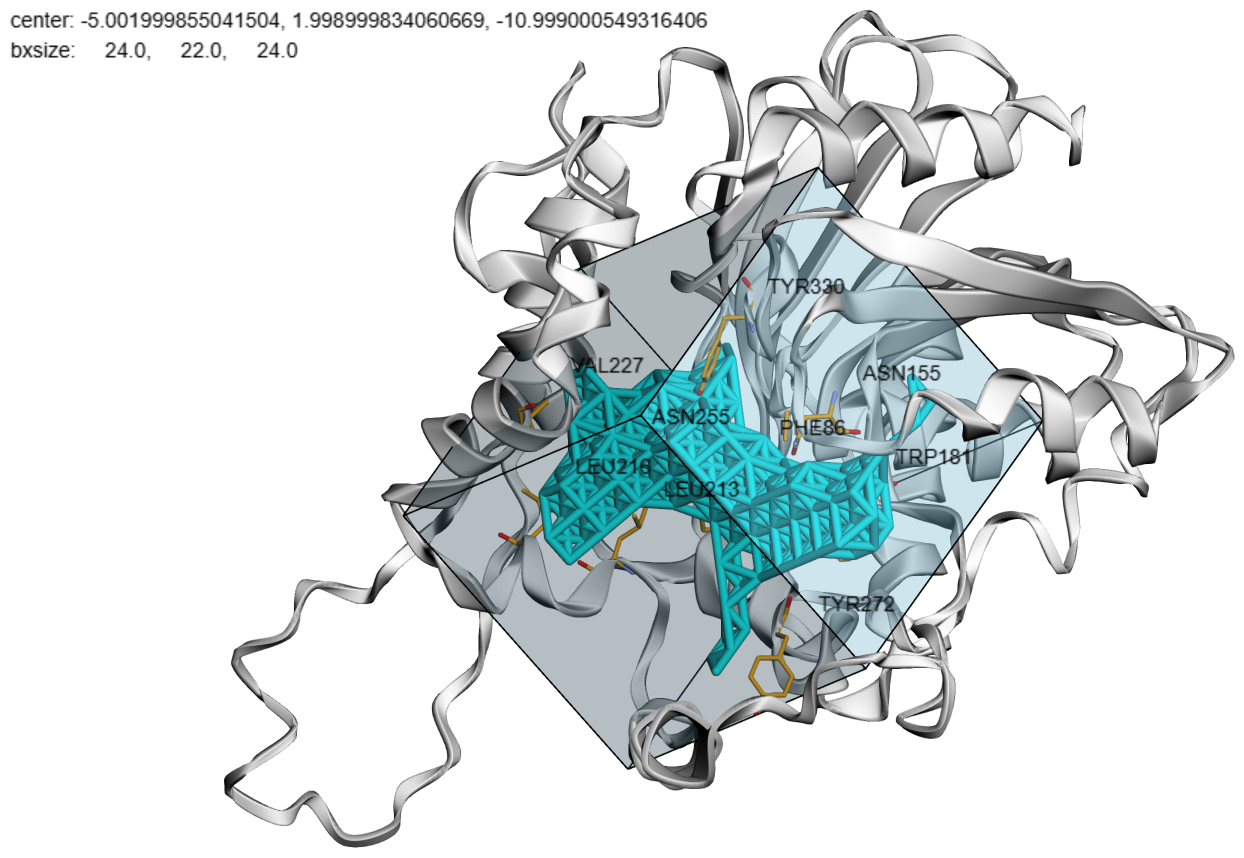 center: -5.001999855041504, 1.998999834060669, -10.999000549316406
bxsize: 24.0, 22.0, 24.0
TYR330
VAL227
ASN155
ASN255
PHE86
TRP181
LEU216
LEU213
TYR272